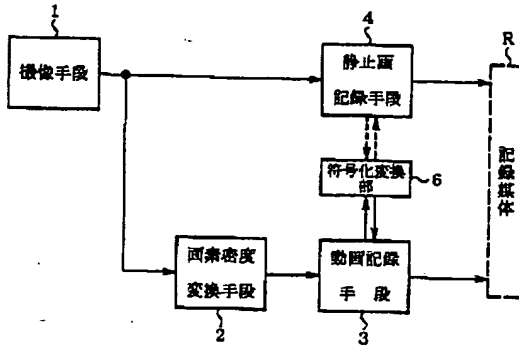 1
撮像手段
4
静止画
記録手段
R
記録媒体
符号化変換
部
6
画素密度
変換手段
2
動画記録
手段
3